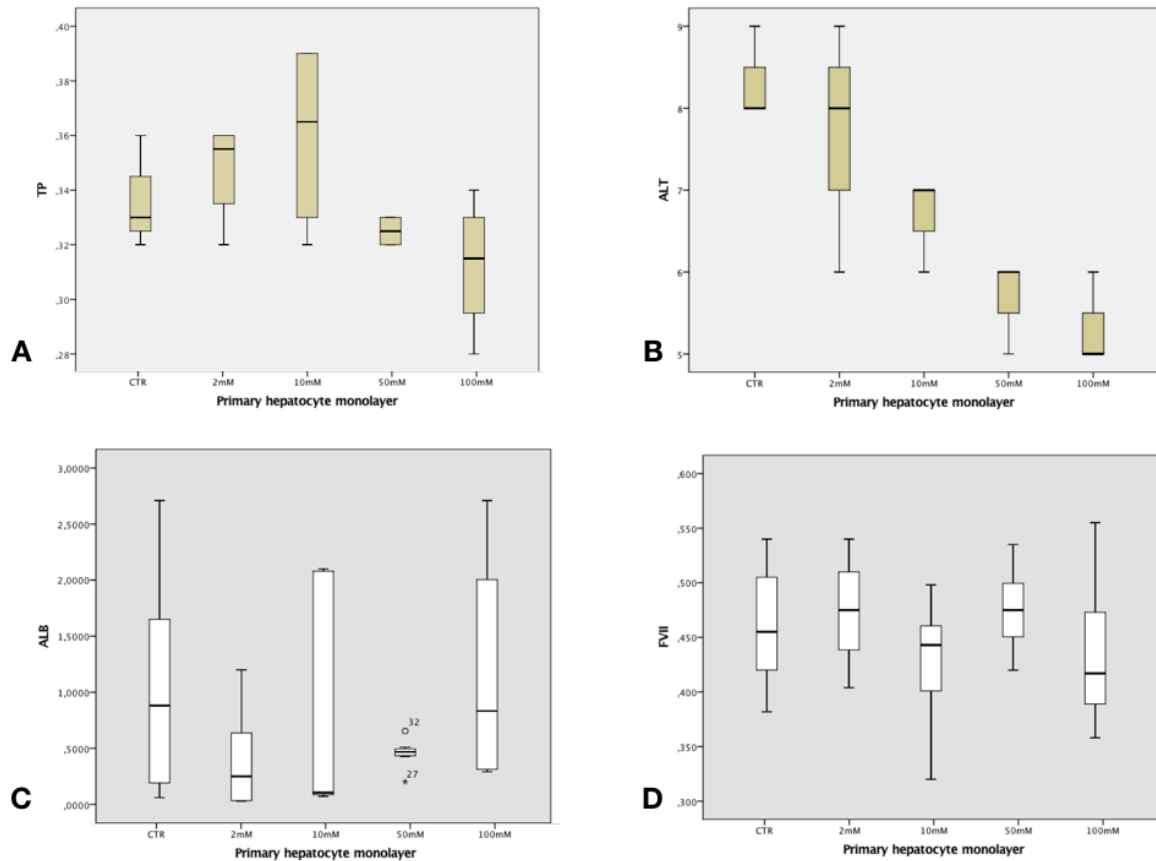 ,40
,38
,36
,34
,32
,30
,28
TP
CTR 2mM 10mM 50mM 100mM
Primary hepatocyte monolayer
A
9
8
7
6
5
ALT
CTR 2mM 10mM 50mM 100mM
Primary hepatocyte monolayer
B
3,0000
2,5000
2,0000
1,5000
1,0000
,5000
,0000
ALB
32
27
CTR 2mM 10mM 50mM 100mM
Primary hepatocyte monolayer
C
,600
,550
,500
,450
,400
,350
,300
FVII
CTR 2mM 10mM 50mM 100mM
Primary hepatocyte monolayer
D